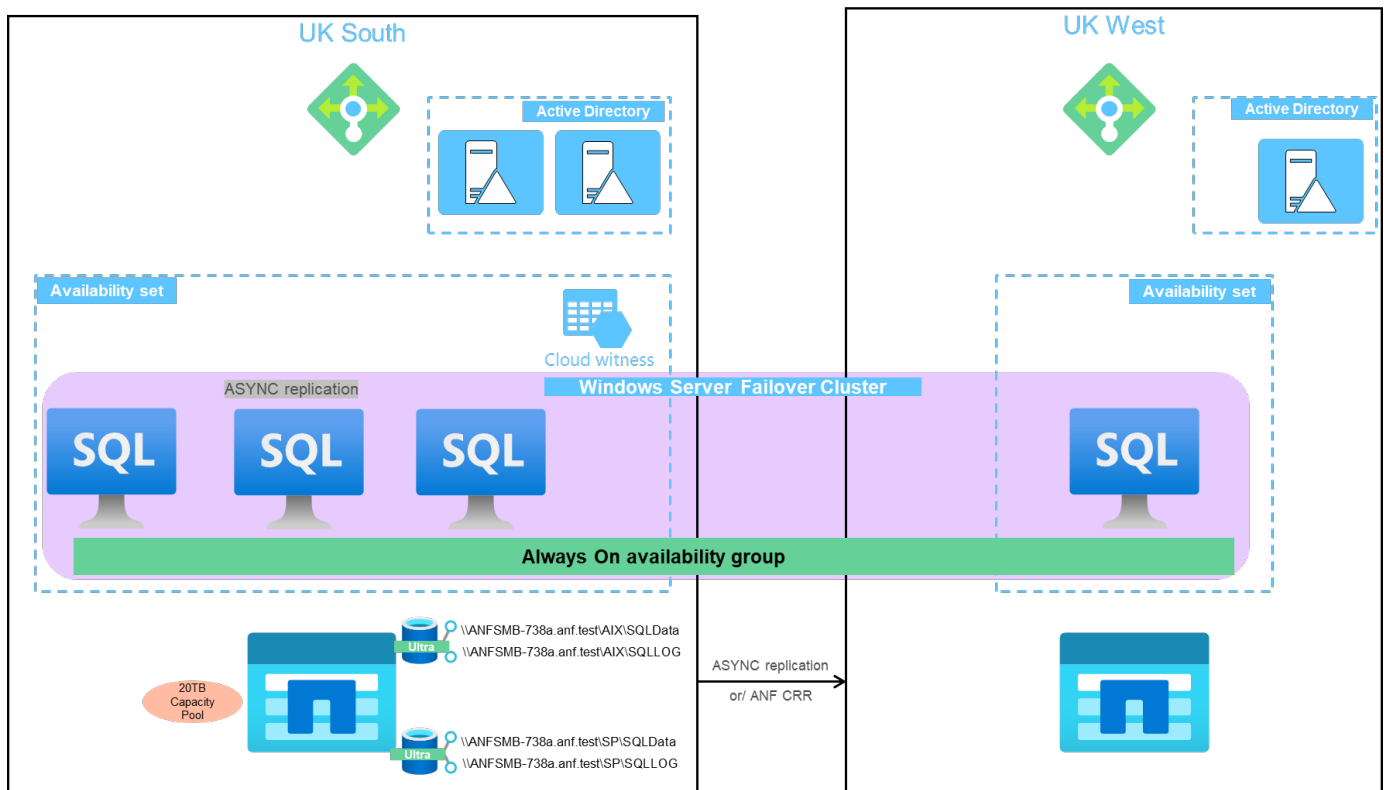 UK South
UK West
Active Directory
Active Directory
Availability set
Availability set
Cloud witness
Windows Server Failover Cluster
ASYNC replication
SQL
SQL
SQL
SQL
Always On availability group
\\ANFSMB-738a.anf.test\AIX\SQLData
Ultra
\\ANFSMB-738a.anf.test\AIX\SQLLOG
ASYNC replication
or/ ANF CRR
20TB
Capacity
Pool
\\ANFSMB-738a.anf.test\SP\SQLData
Ultra
\\ANFSMB-738a.anf.test\SP\SQLLOG